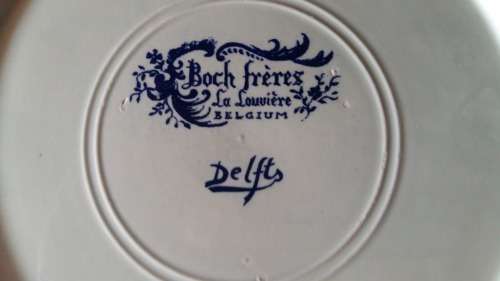 Boch frères
La Louvière
BELGIUM
Delfts